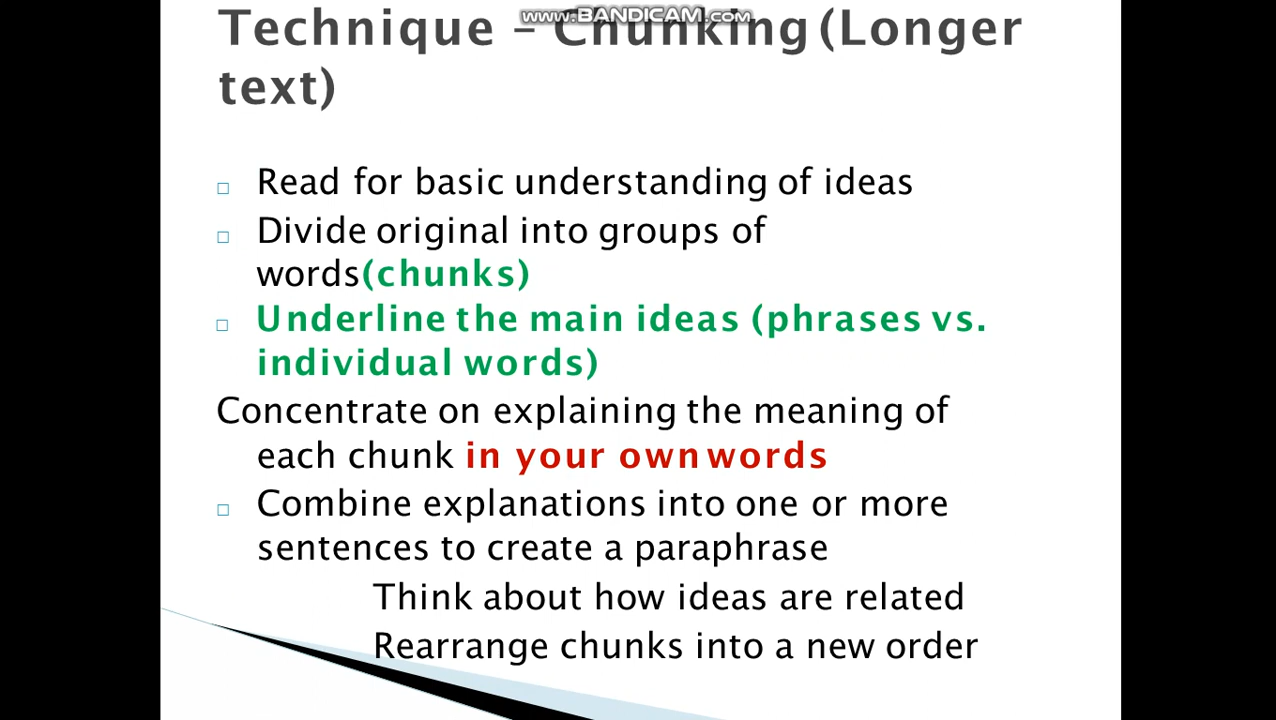 www.BANDICAM.com
Technique – Chunking (Longer
text)
Read for basic understanding of ideas
Divide original into groups of
words(chunks)
Underline the main ideas (phrases vs.
individual words)
Concentrate on explaining the meaning of
each chunk in your own words
Combine explanations into one or more
sentences to create a paraphrase
Think about how ideas are related
Rearrange chunks into a new order